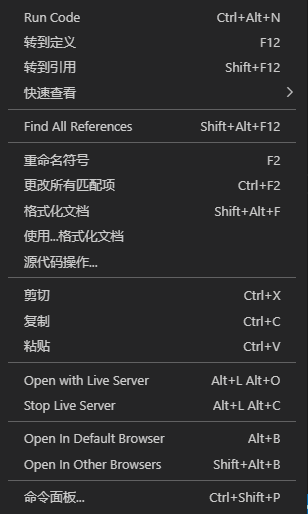 Run Code Ctrl+Alt+N
转到定义 F12
转到引用 Shift+F12
快速查看
Find All References Shift+Alt+F12
重命名符号 F2
更改所有匹配项 Ctrl+F2
格式化文档 Shift+Alt+F
使用...格式化文档
源代码操作...
剪切 Ctrl+X
复制 Ctrl+C
粘贴 Ctrl+V
Open with Live Server Alt+L Alt+O
Stop Live Server Alt+L Alt+C
Open In Default Browser Alt+B
Open In Other Browsers Shift+Alt+B
命令面板... Ctrl+Shift+P